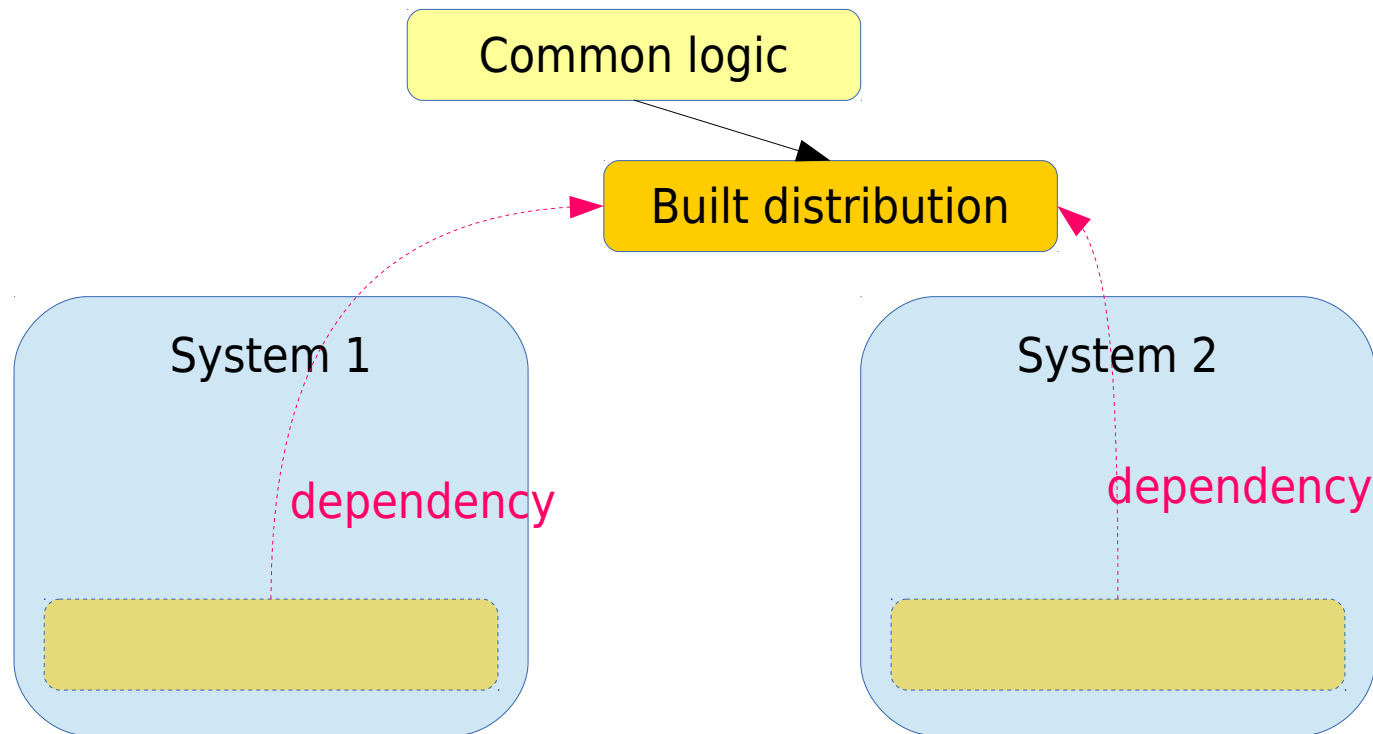 Common logic
Built distribution
System 1
System 2
dependency
dependency